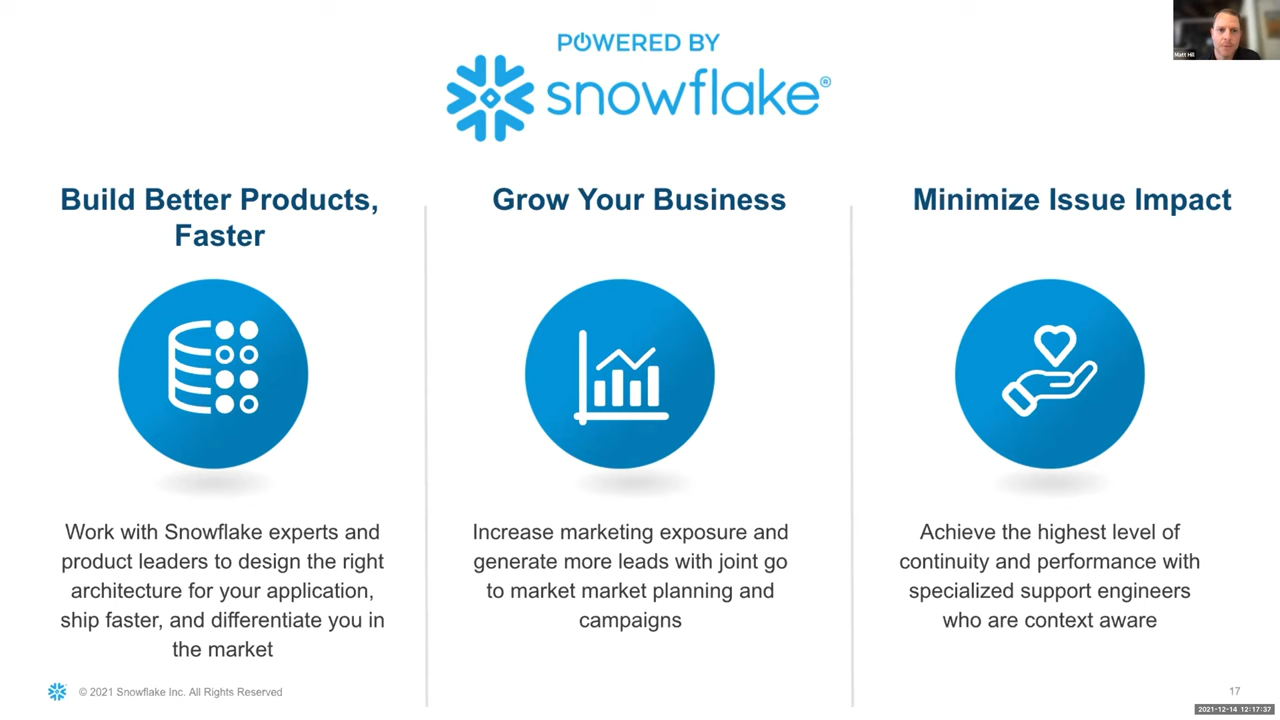 POWERED BY
snowflake®
Matt Hill
Build Better Products,
Faster
Work with Snowflake experts and
product leaders to design the right
architecture for your application,
ship faster, and differentiate you in
the market
Grow Your Business
Increase marketing exposure and
generate more leads with joint go
to market market planning and
campaigns
Minimize Issue Impact
Achieve the highest level of
continuity and performance with
specialized support engineers
who are context aware
© 2021 Snowflake Inc. All Rights Reserved
17
2021-12-14 12:17:37